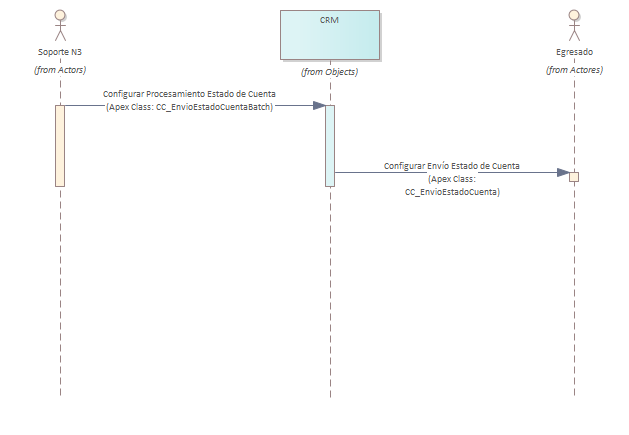 CRM
Soporte N3
Egresado
(from Actors)
(from Objects)
(from Actores)
Configurar Procesamiento Estado de Cuenta
(Apex Class: CC_EnvioEstadoCuentaBatch)
Configurar Envío Estado de Cuenta
(Apex Class:
CC_EnvioEstadoCuenta)